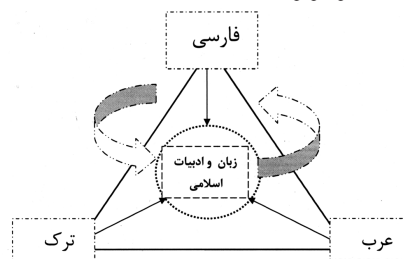 فارسی
زبان و ادبیات
اسلامی
عرب
ترک